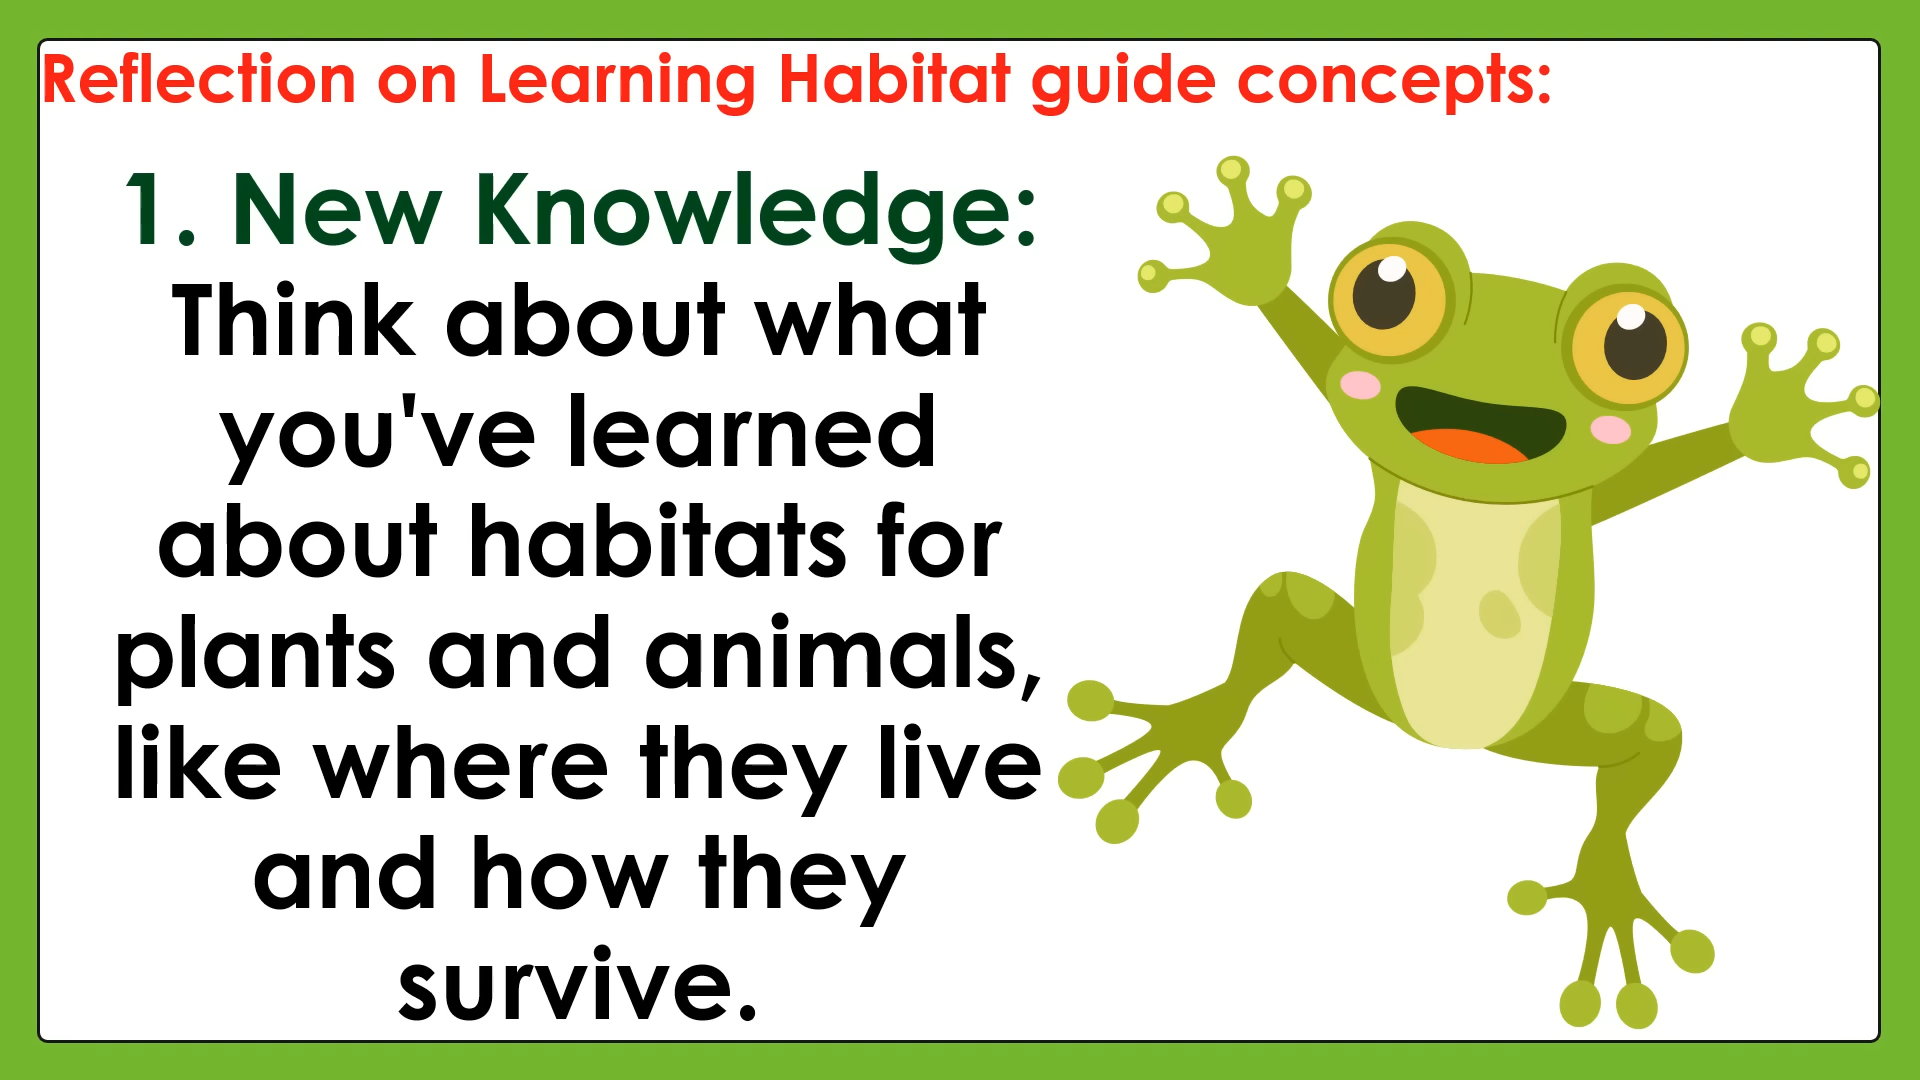 Reflection on Learning Habitat guide concepts:
1. New Knowledge:
Think about what
you've learned
about habitats for
plants and animals,
like where they live
and how they
survive.